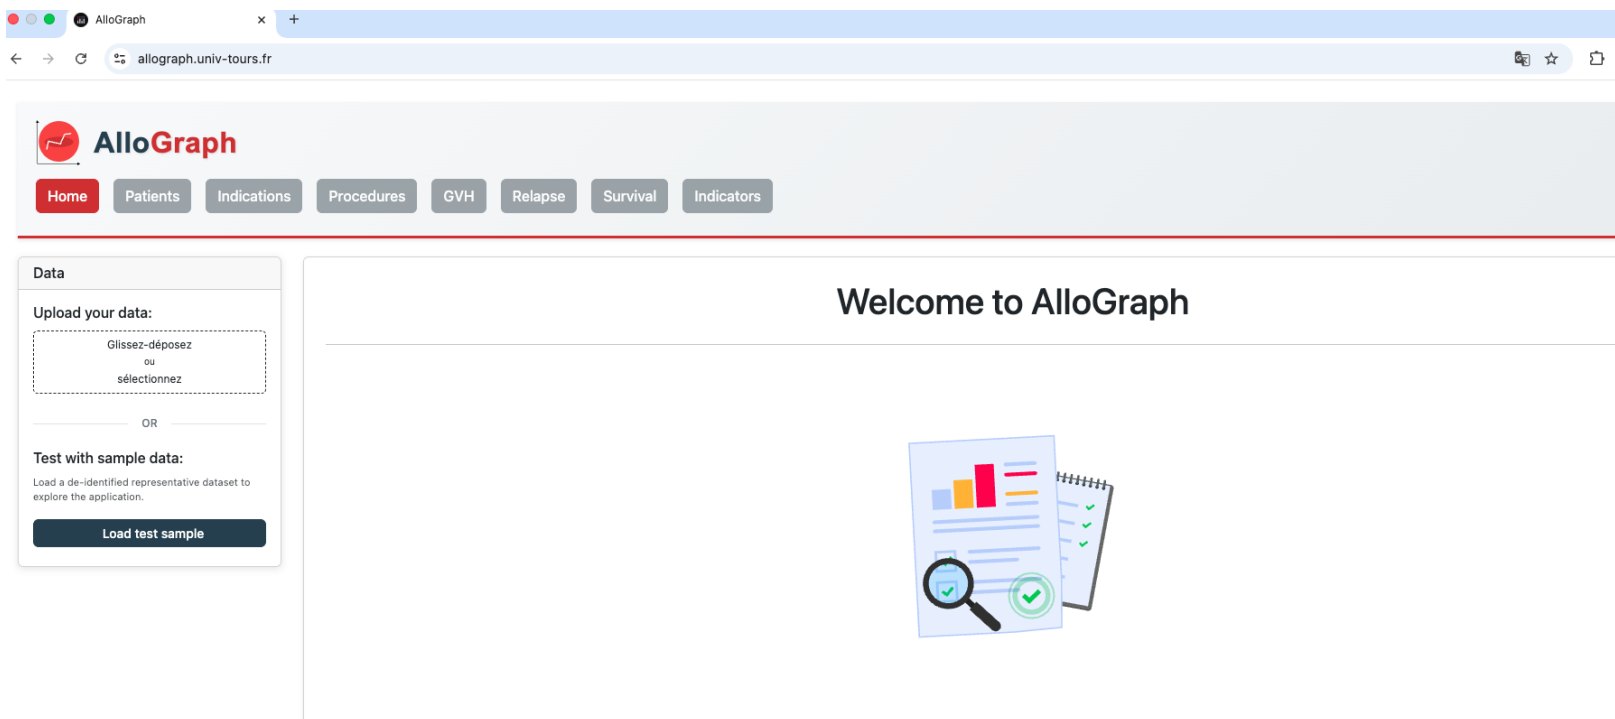 AlloGraph
allograph.univ-tours.fr
AlloGraph
Home Patients Indications Procedures GVH Relapse Survival Indicators
Data
Upload your data:
Glissez-déposez
ou
sélectionnez
OR
Test with sample data:
Load a de-identified representative dataset to
explore the application.
Load test sample
Welcome to AlloGraph